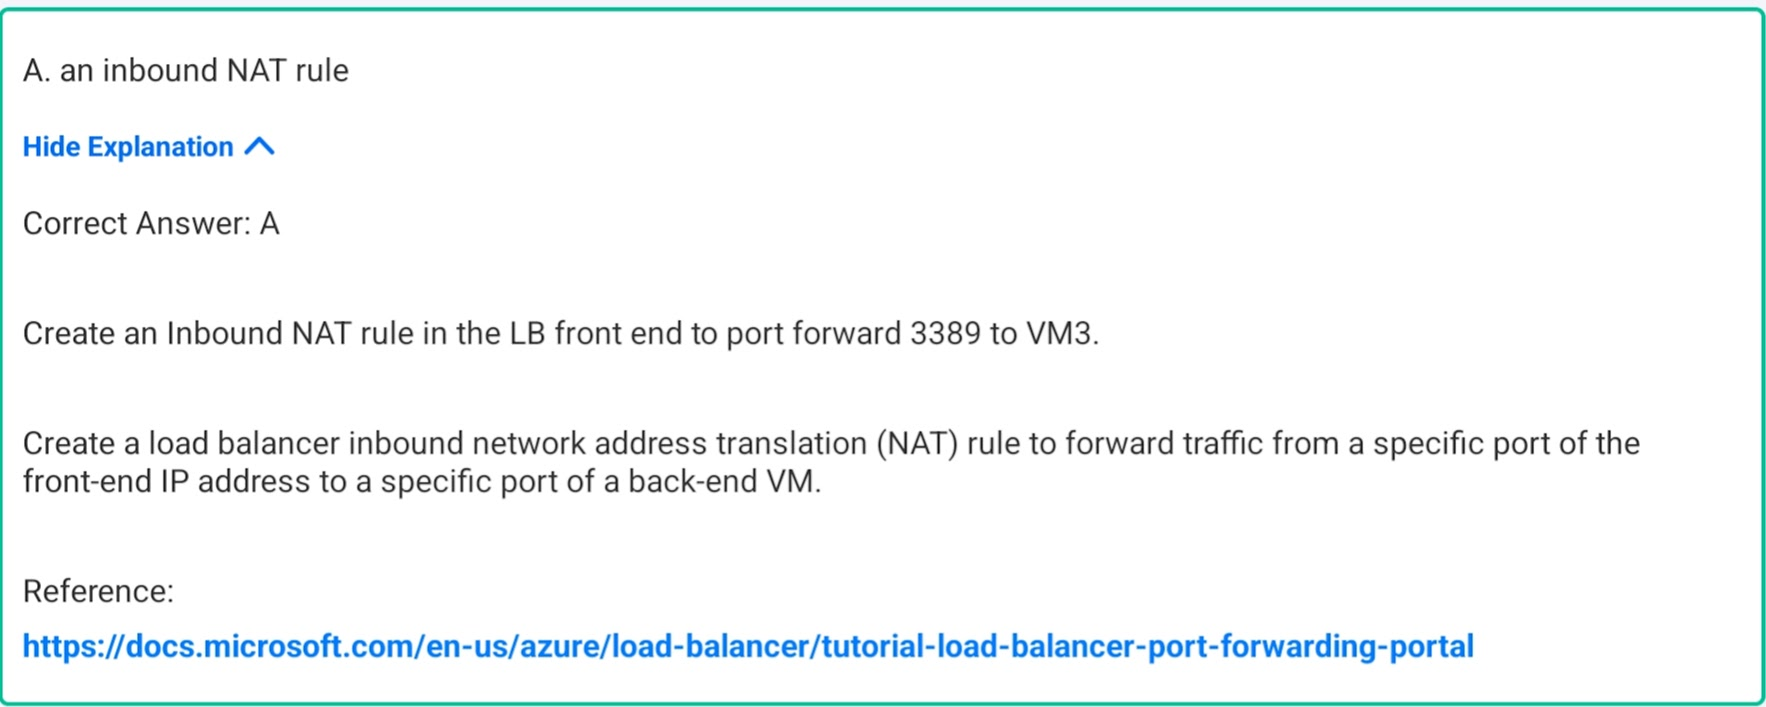 A. an inbound NAT rule
Hide Explanation
Correct Answer: A
Create an Inbound NAT rule in the LB front end to port forward 3389 to VM3.
Create a load balancer inbound network address translation (NAT) rule to forward traffic from a specific port of the
front-end IP address to a specific port of a back-end VM.
Reference:
https://docs.microsoft.com/en-us/azure/load-balancer/tutorial-load-balancer-port-forwarding-portal